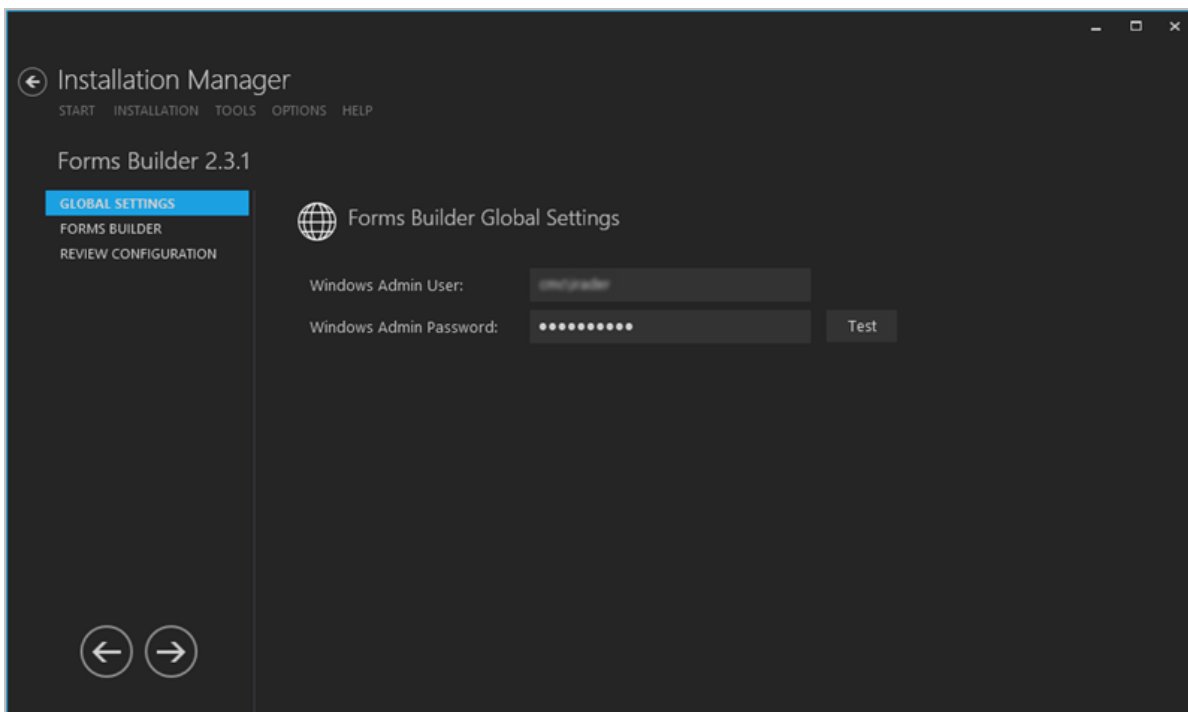 Installation Manager
START INSTALLATION TOOLS OPTIONS HELP
Forms Builder 2.3.1
GLOBAL SETTINGS
FORMS BUILDER
REVIEW CONFIGURATION
Forms Builder Global Settings
Windows Admin User:
Windows Admin Password: ●●●●●●●●●● Test